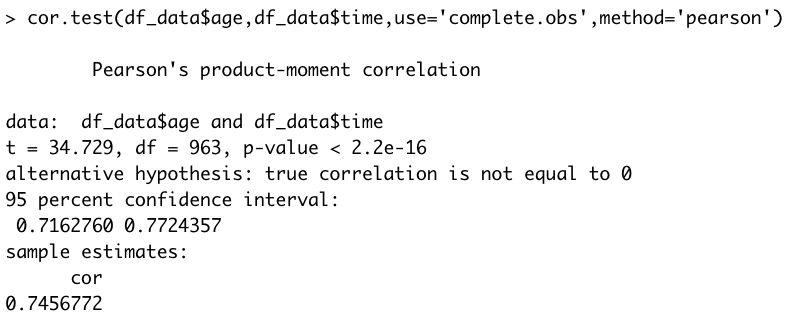 > cor.test(df_data$age,df_data$time,use='complete.obs',method='pearson')
Pearson's product-moment correlation
data:  df_data$age and df_data$time
t = 34.729, df = 963, p-value < 2.2e-16
alternative hypothesis: true correlation is not equal to 0
95 percent confidence interval:
0.7162760 0.7724357
sample estimates:
cor
0.7456772